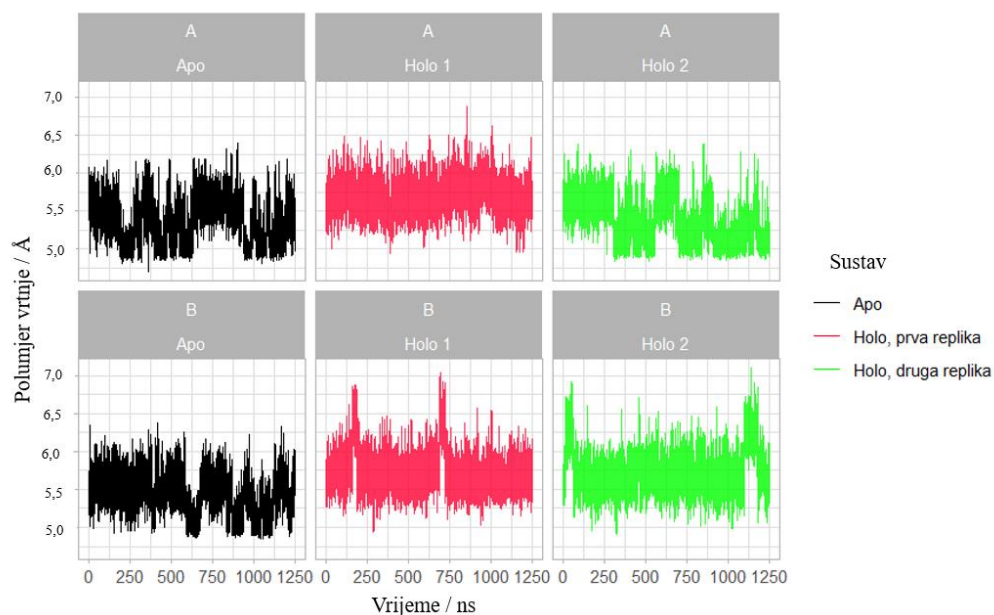 A A A
Apo Holo 1 Holo 2
7,0
6,5
6,0
5,5
5,0
B B B
Apo Holo 1 Holo 2
7,0
6,5
6,0
5,5
5,0
0 250 500 750 1000 1250 0 250 500 750 1000 1250 0 250 500 750 1000 1250
Polumjer vrtnje / Å
Vrijeme / ns
Sustav
Apo
Holo, prva replika
Holo, druga replika